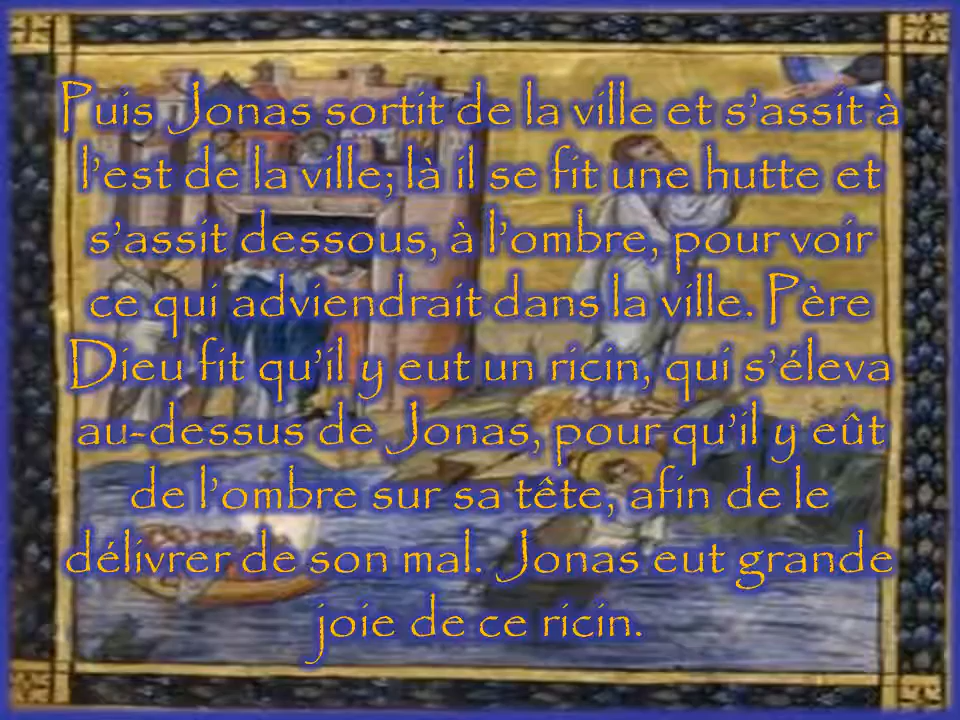 Puis Jonas sortit de la ville et s’assit à
l’est de la ville; là il se fit une hutte et
s’assit dessous, à l’ombre, pour voir
ce qui adviendrait dans la ville. Père
Dieu fit qu’il y eut un ricin, qui s’éleva
au-dessus de Jonas, pour qu’il y eût
de l’ombre sur sa tête, afin de le
délivrer de son mal. Jonas eut grande
joie de ce ricin.